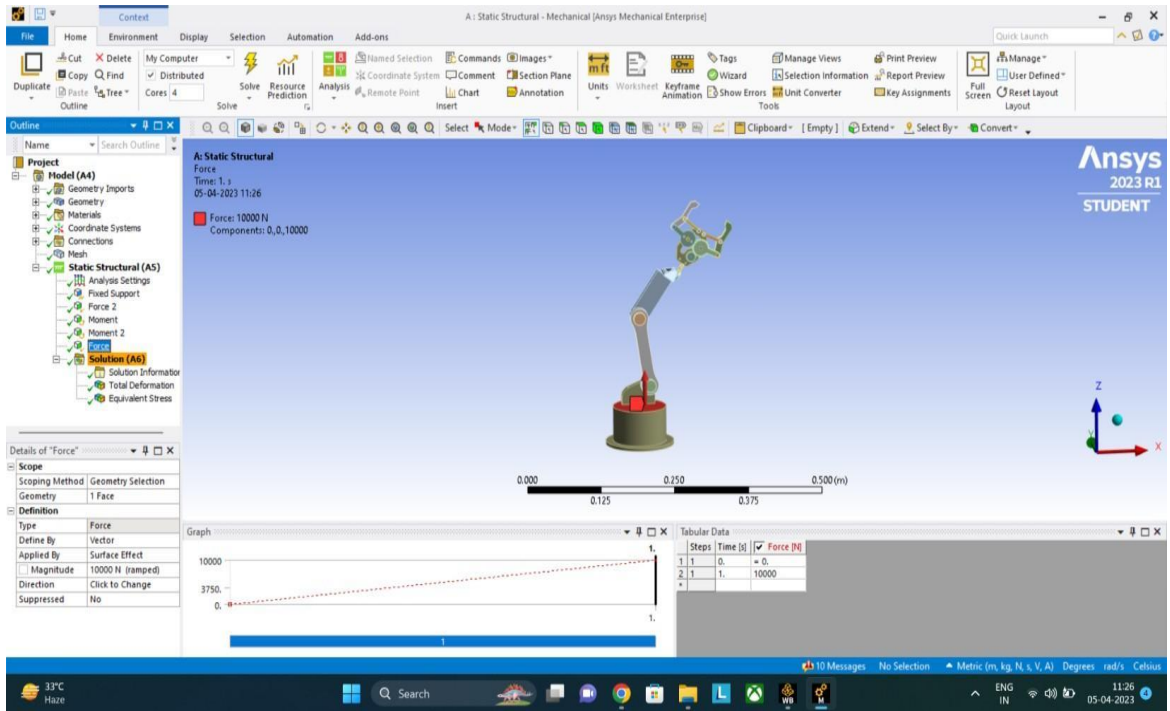 Context
A : Static Structural - Mechanical [Ansys Mechanical Enterprise]
File Home Environment Display Selection Automation Add-ons Quick Launch
Duplicate
Cut
Copy
Paste
Delete
Find
Tree
Outline
My Computer
Distributed
Cores 4
Solve
Resource Prediction
Solve
Analysis
Named Selection
Coordinate System
Remote Point
Commands
Comment
Chart
Images
Section Plane
Annotation
Insert
Units
Worksheet
Keyframe Animation
Tags
Wizard
Show Errors
Manage Views
Selection Information
Unit Converter
Print Preview
Report Preview
Key Assignments
Tools
Full Screen
Manage
User Defined
Reset Layout
Layout
Outline
Name Search Outline
Select Mode Clipboard [Empty] Extend Select By Convert
Project
Model (A4)
Geometry Imports
Geometry
Materials
Coordinate Systems
Connections
Mesh
Static Structural (A5)
Analysis Settings
Fixed Support
Force 2
Moment
Moment 2
Force
Solution (A6)
Solution Information
Total Deformation
Equivalent Stress
A: Static Structural
Force
Time: 1. s
05-04-2023 11:26
Force: 10000 N
Components: 0.,0.,10000
Ansys
2023 R1
STUDENT
Z
Y
X
0.000 0.250 0.500 (m)
0.125 0.375
Details of "Force"
Scope
Scoping Method Geometry Selection
Geometry 1 Face
Definition
Type Force
Define By Vector
Applied By Surface Effect
Magnitude 10000 N (ramped)
Direction Click to Change
Suppressed No
Graph
1.
10000
3750.
0.
1.
1
Tabular Data
Steps Time [s] Force [N]
1 1 0. = 0.
2 1 1. 10000
*
10 Messages No Selection Metric (m, kg, N, s, V, A) Degrees rad/s Celsius
33°C
Haze
Search
L
WB
M
ENG
IN
11:26
05-04-2023
4